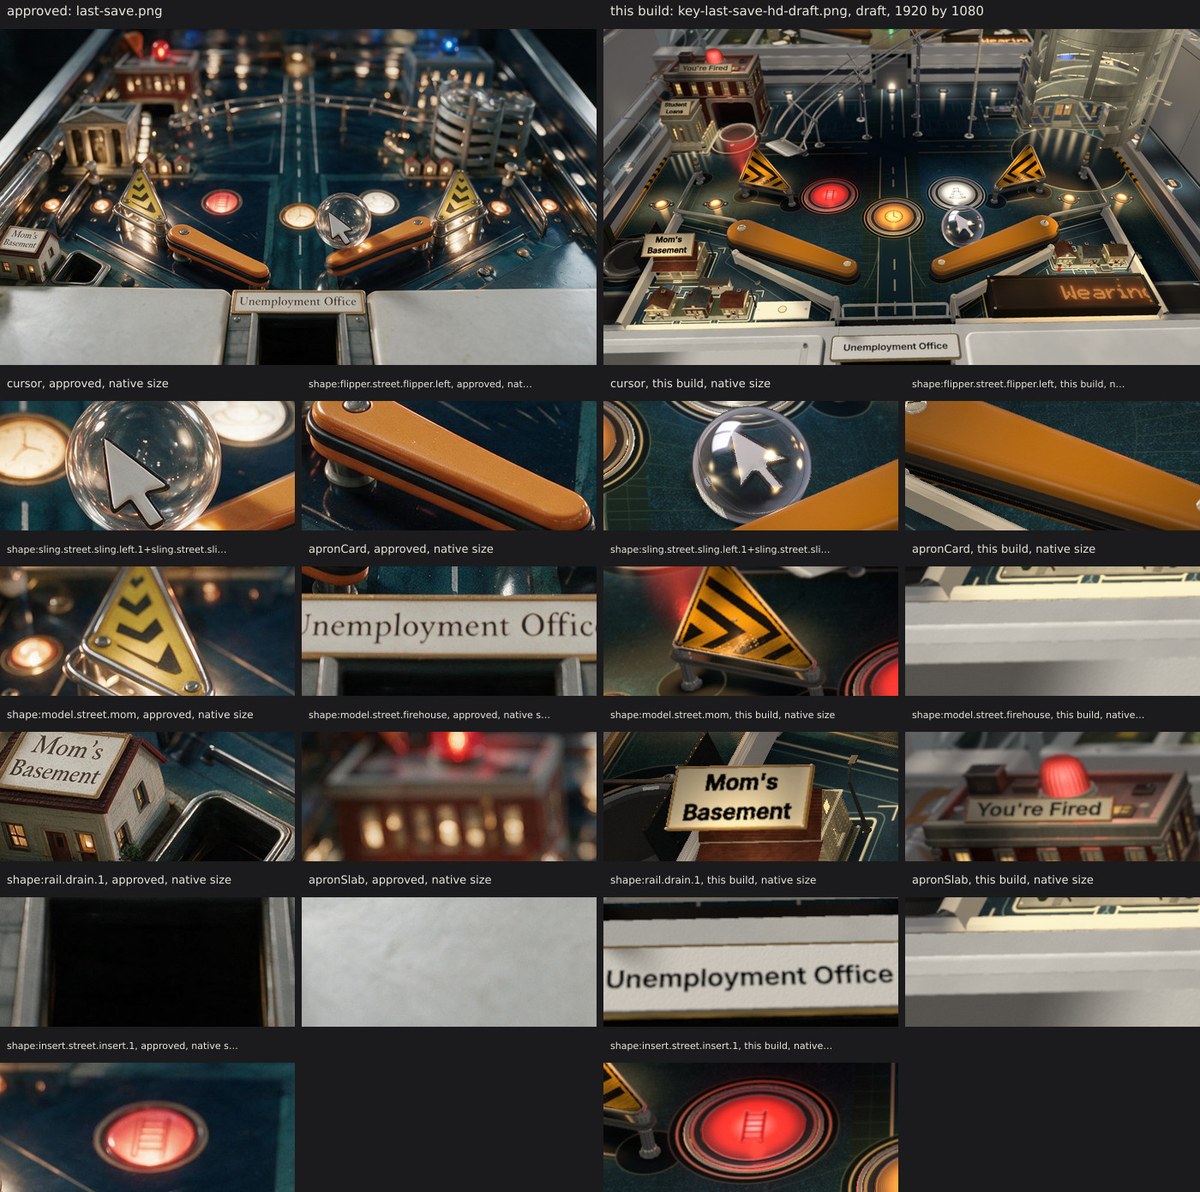 approved: last-save.png
this build: key-last-save-hd-draft.png, draft, 1920 by 1080
Mom's
Basement
Unemployment Office
You're Fired
Student
Loans
Mom's
Basement
Wearing
Unemployment Office
cursor, approved, native size
shape:flipper.street.flipper.left, approved, nat...
cursor, this build, native size
shape:flipper.street.flipper.left, this build, n...
shape:sling.street.sling.left.1+sling.street.sli...
apronCard, approved, native size
shape:sling.street.sling.left.1+sling.street.sli...
apronCard, this build, native size
Unemployment Office
shape:model.street.mom, approved, native size
shape:model.street.firehouse, approved, native s...
shape:model.street.mom, this build, native size
shape:model.street.firehouse, this build, native...
Mom's
Basement
Mom's
Basement
You're Fired
shape:rail.drain.1, approved, native size
apronSlab, approved, native size
shape:rail.drain.1, this build, native size
apronSlab, this build, native size
Unemployment Office
shape:insert.street.insert.1, approved, native s...
shape:insert.street.insert.1, this build, native...